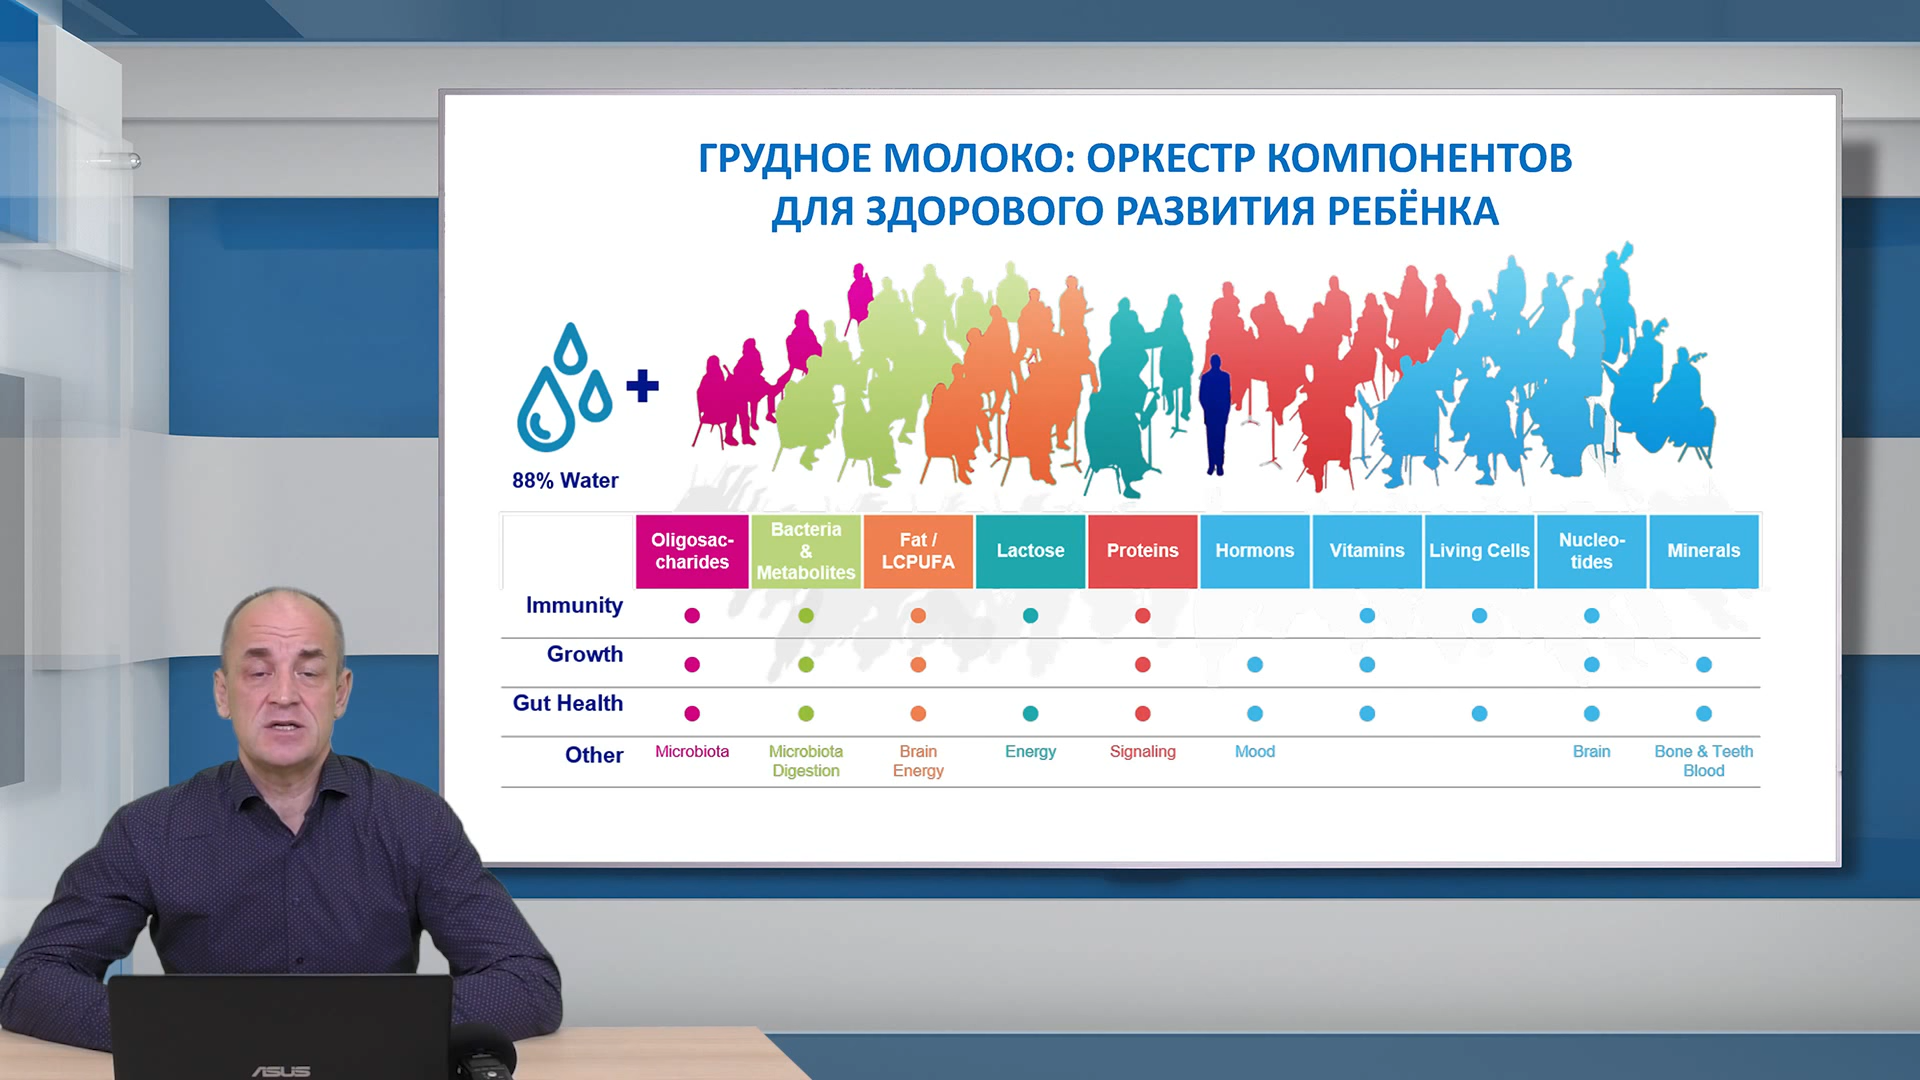 ГРУДНОЕ МОЛОКО: ОРКЕСТР КОМПОНЕНТОВ
ДЛЯ ЗДОРОВОГО РАЗВИТИЯ РЕБЁНКА
88% Water
Oligosac-
charides
Bacteria
&
Metabolites
Fat /
LCPUFA
Lactose
Proteins
Hormons
Vitamins
Living Cells
Nucleo-
tides
Minerals
Immunity
Growth
Gut Health
Other
Microbiota
Microbiota
Digestion
Brain
Energy
Energy
Signaling
Mood
Brain
Bone & Teeth
Blood
ASUS